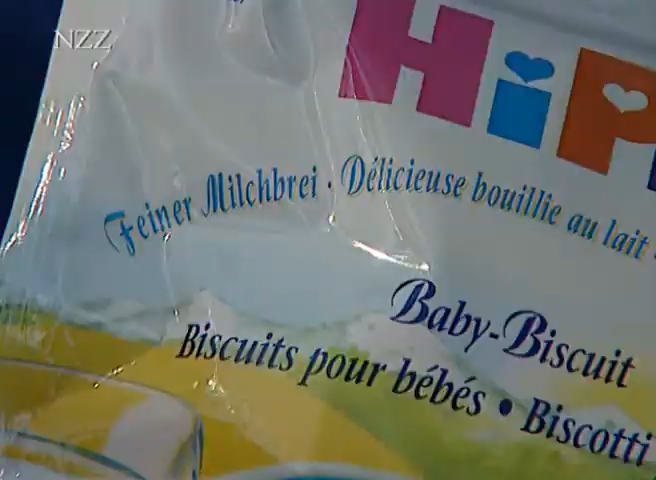 NZZ
HiP
Feiner Milchbrei · Délicieuse bouillie au lait
Baby-Biscuit
Biscuits pour bébés • Biscotti